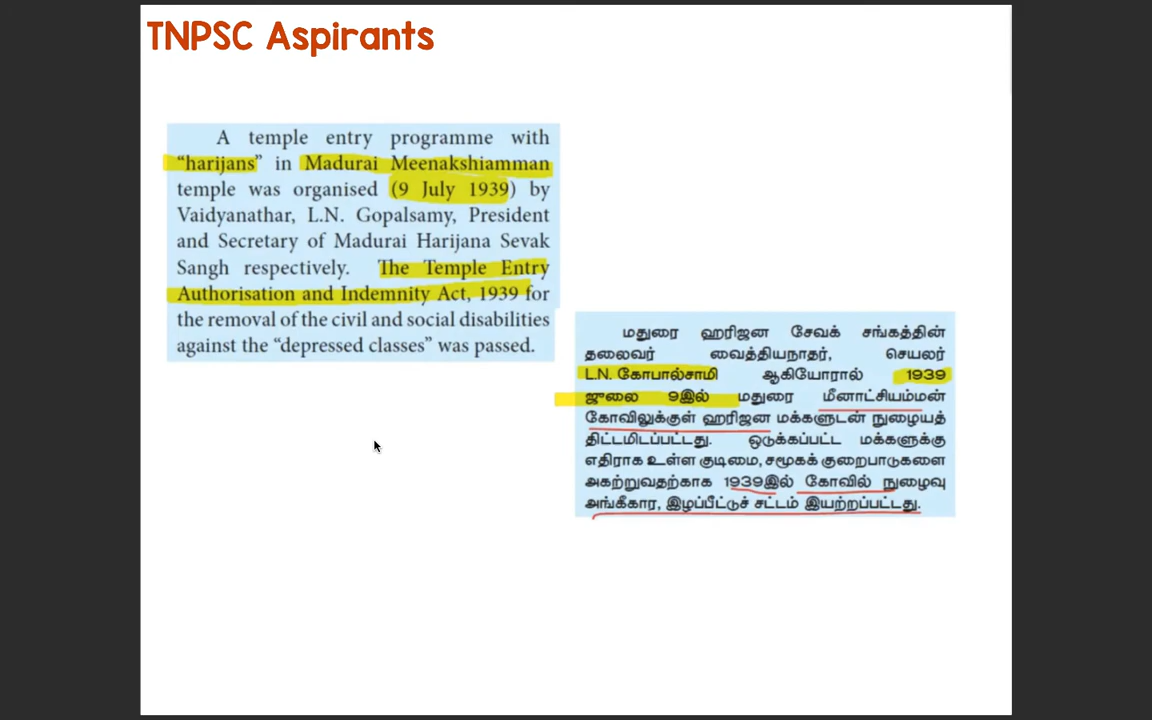 TNPSC Aspirants
A temple entry programme with
“harijans” in Madurai Meenakshiamman
temple was organised (9 July 1939) by
Vaidyanathar, L.N. Gopalsamy, President
and Secretary of Madurai Harijana Sevak
Sangh respectively. The Temple Entry
Authorisation and Indemnity Act, 1939 for
the removal of the civil and social disabilities
against the “depressed classes” was passed.
மதுரை ஹரிஜன சேவக் சங்கத்தின்
தலைவர் வைத்தியநாதர், செயலர்
L.N. கோபால்சாமி ஆகியோரால் 1939
ஜுலை 9இல் மதுரை மீனாட்சியம்மன்
கோவிலுக்குள் ஹரிஜன மக்களுடன் நுழையத்
திட்டமிடப்பட்டது. ஒடுக்கப்பட்ட மக்களுக்கு
எதிராக உள்ள குடிமை, சமூகக் குறைபாடுகளை
அகற்றுவதற்காக 1939இல் கோவில் நுழைவு
அங்கீகார, இழப்பீட்டுச் சட்டம் இயற்றப்பட்டது.